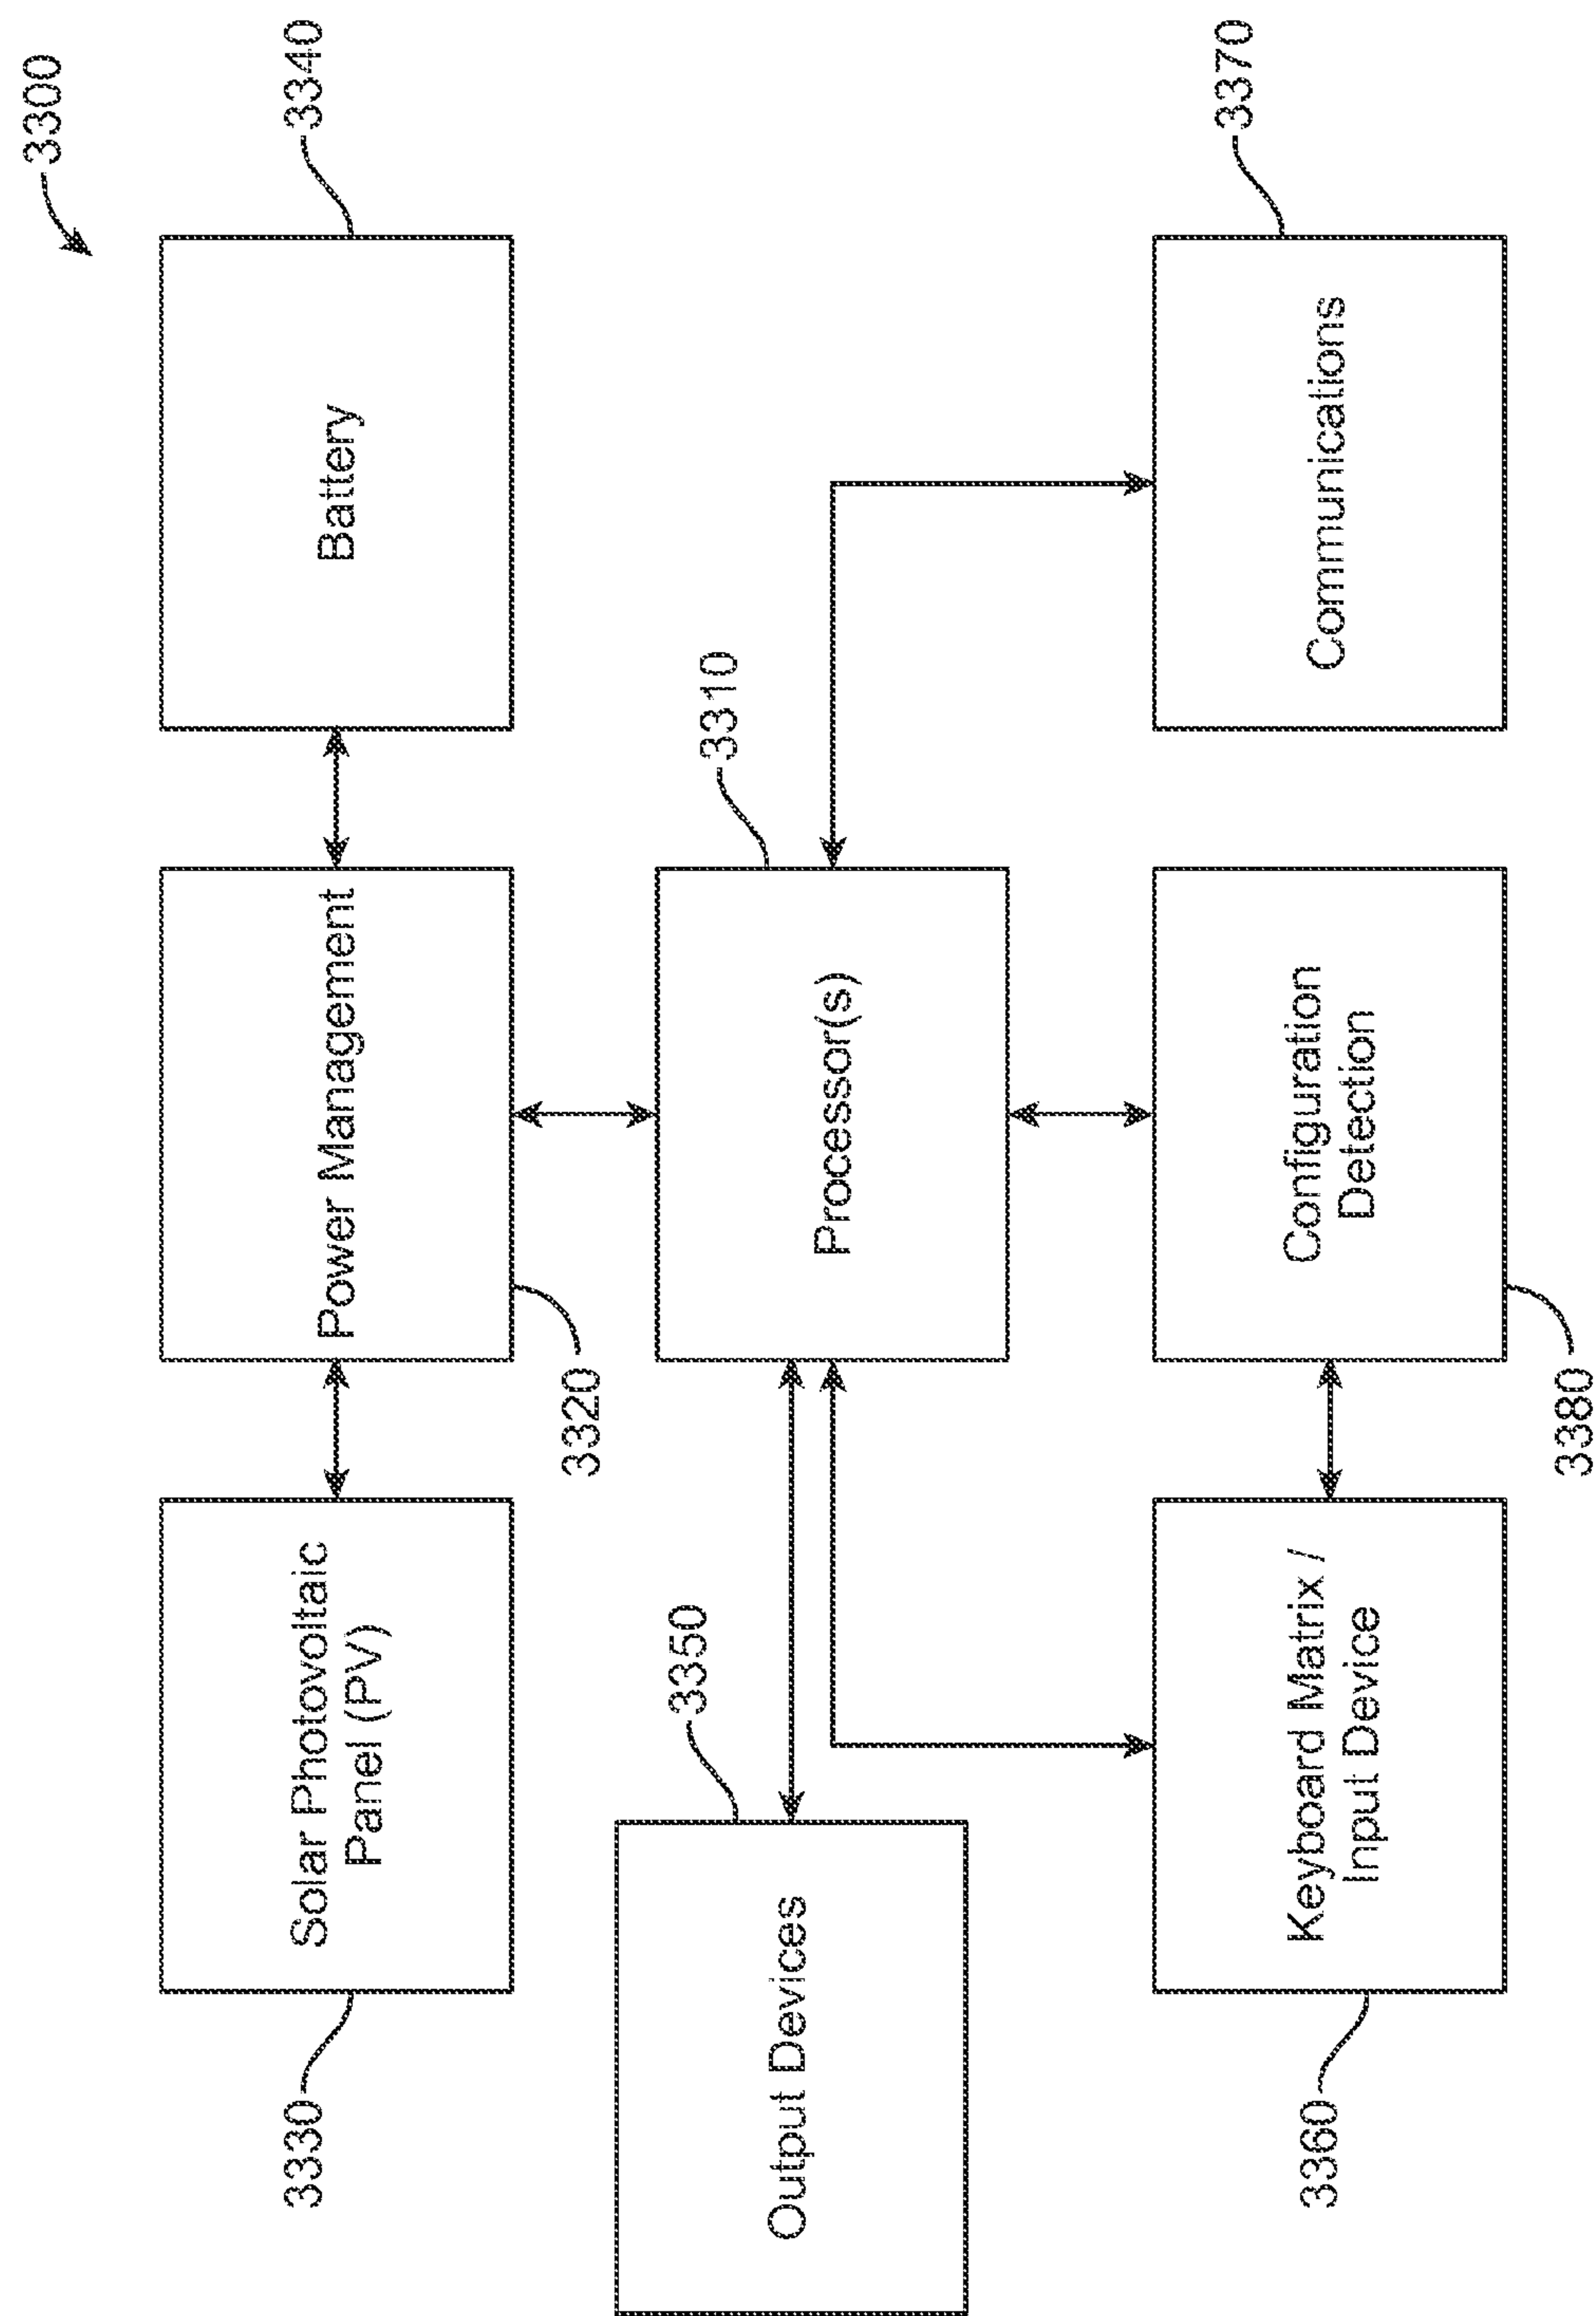 3300
3330
Solar Photovoltaic
Panel (PV)
Power Management
3320
Battery
3340
Output Devices
3350
Processor(s)
3310
3360
Keyboard Matrix /
Input Device
Configuration
Detection
3380
Communications
3370